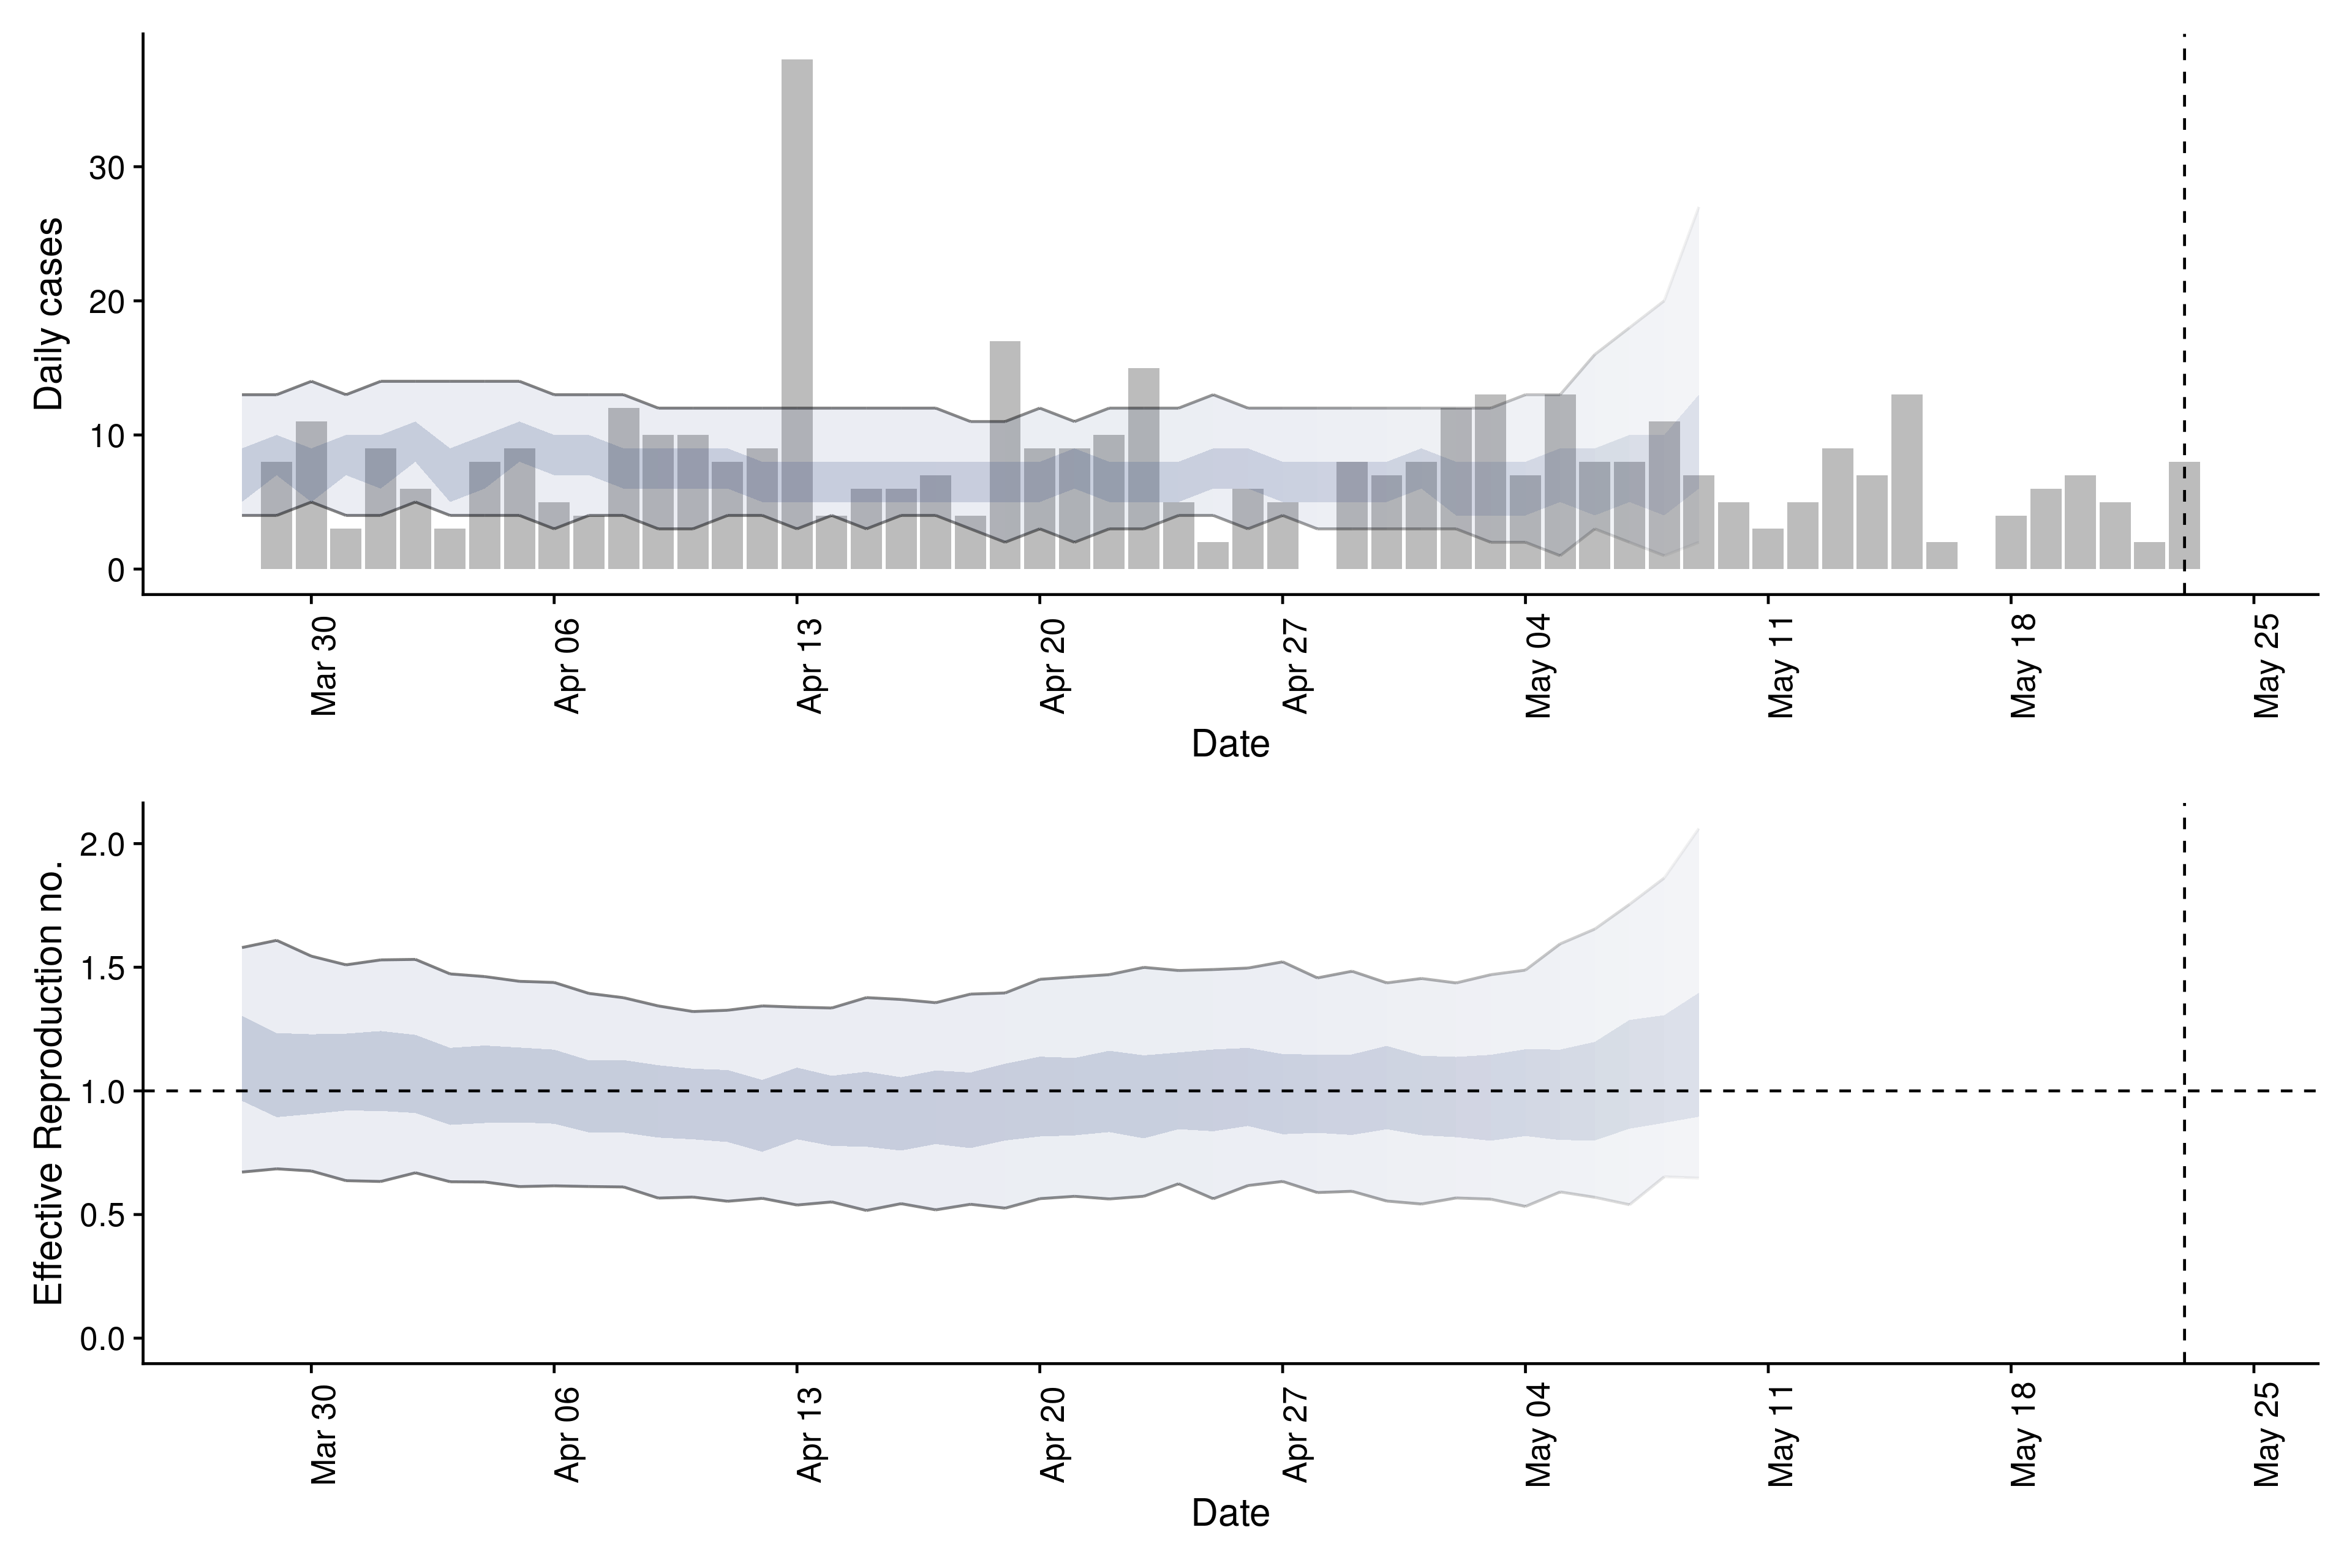 Daily cases
30
20
10
0
Mar 30
Apr 06
Apr 13
Apr 20
Apr 27
May 04
May 11
May 18
May 25
Date
Effective Reproduction no.
2.0
1.5
1.0
0.5
0.0
Mar 30
Apr 06
Apr 13
Apr 20
Apr 27
May 04
May 11
May 18
May 25
Date